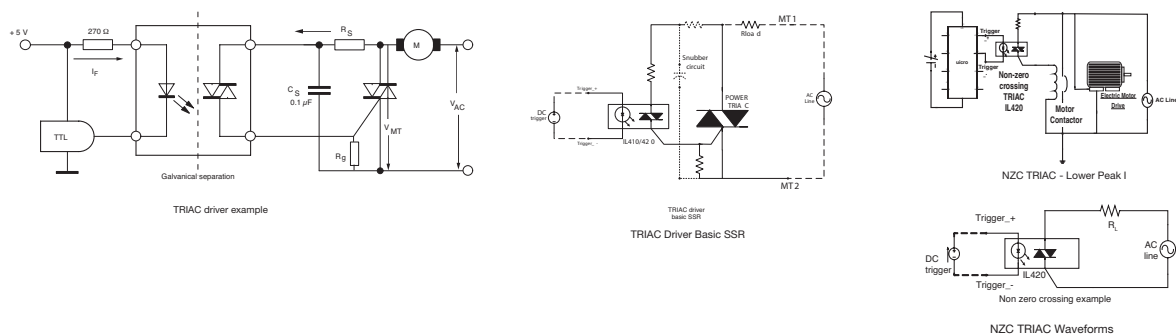 + 5 V
270 Ω
I_F
TTL
Galvanical separation
R_S
C_S
0.1 µF
R_g
M
V_AC
V_MT
TRIAC driver example
MT 1
Rloa d
Snubber
circuit
POWER
TRIA C
AC
Line
Trigger_+
DC
trigger
Trigger_ -
IL410/42 0
MT 2
TRIAC driver
basic SSR
TRIAC Driver Basic SSR
Trigger
Trigger
uicro
Non-zero
crossing
TRIAC
IL420
Motor
Contactor
Electric Motor
Drive
AC Line
NZC TRIAC - Lower Peak I
Trigger_+
DC
trigger
Trigger_-
IL420
R_L
AC
line
Non zero crossing example
NZC TRIAC Waveforms